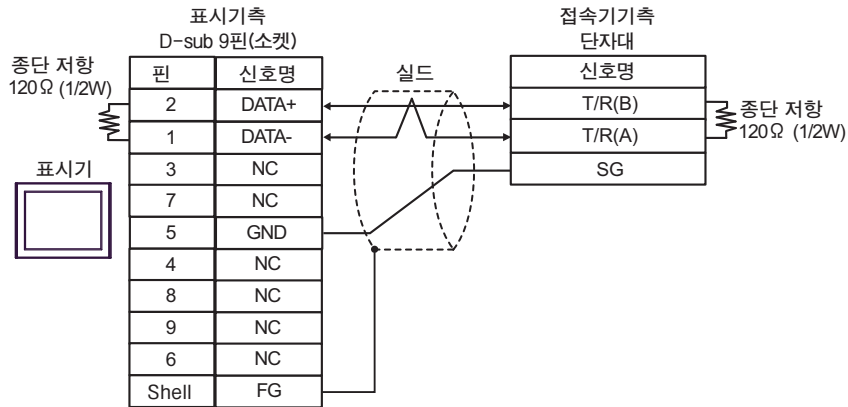 표시기측
D-sub 9핀(소켓)
접속기기측
단자대
종단 저항
120Ω (1/2W)
핀 신호명
2 DATA+
1 DATA-
3 NC
7 NC
5 GND
4 NC
8 NC
9 NC
6 NC
Shell FG
표시기
실드
신호명
T/R(B)
T/R(A)
SG
종단 저항
120Ω (1/2W)